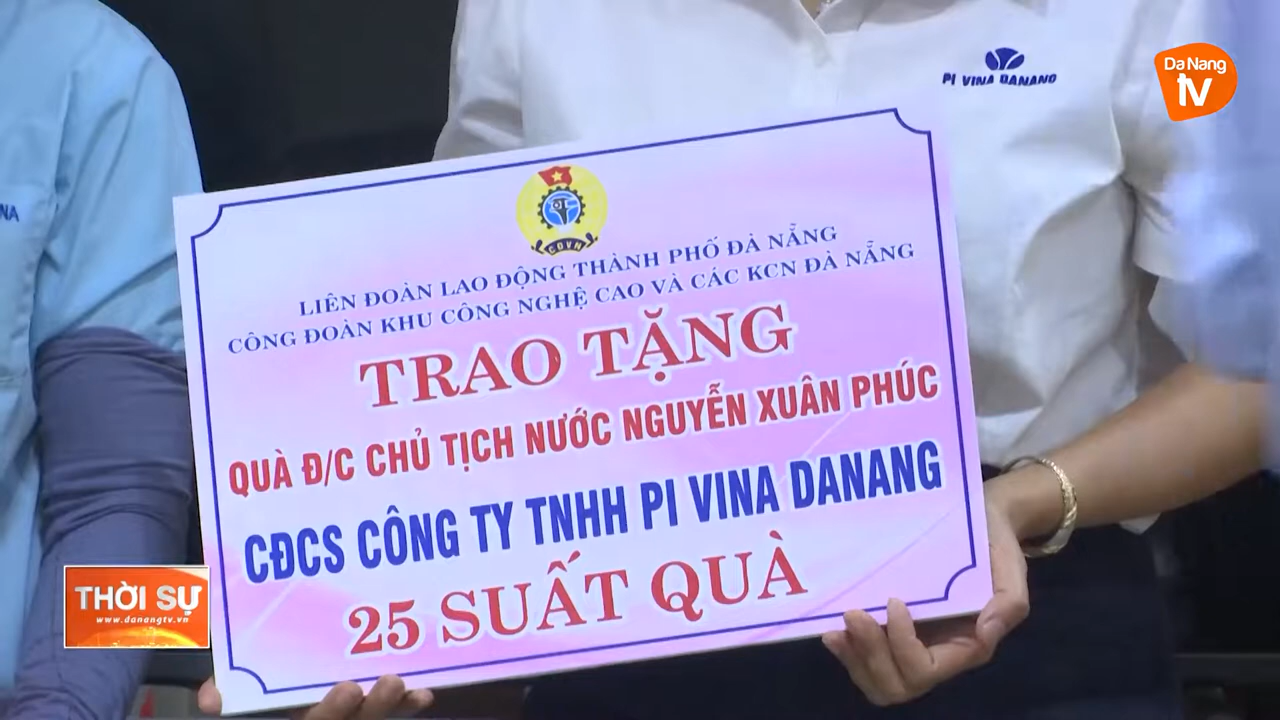 PI VINA DANANG
Da Nang
tv
NA
CĐVN
LIÊN ĐOÀN LAO ĐỘNG THÀNH PHỐ ĐÀ NẴNG
CÔNG ĐOÀN KHU CÔNG NGHỆ CAO VÀ CÁC KCN ĐÀ NẴNG
TRAO TẶNG
QUÀ Đ/C CHỦ TỊCH NƯỚC NGUYỄN XUÂN PHÚC
CĐCS CÔNG TY TNHH PI VINA DANANG
25 SUẤT QUÀ
THỜI SỰ
www.danangtv.vn